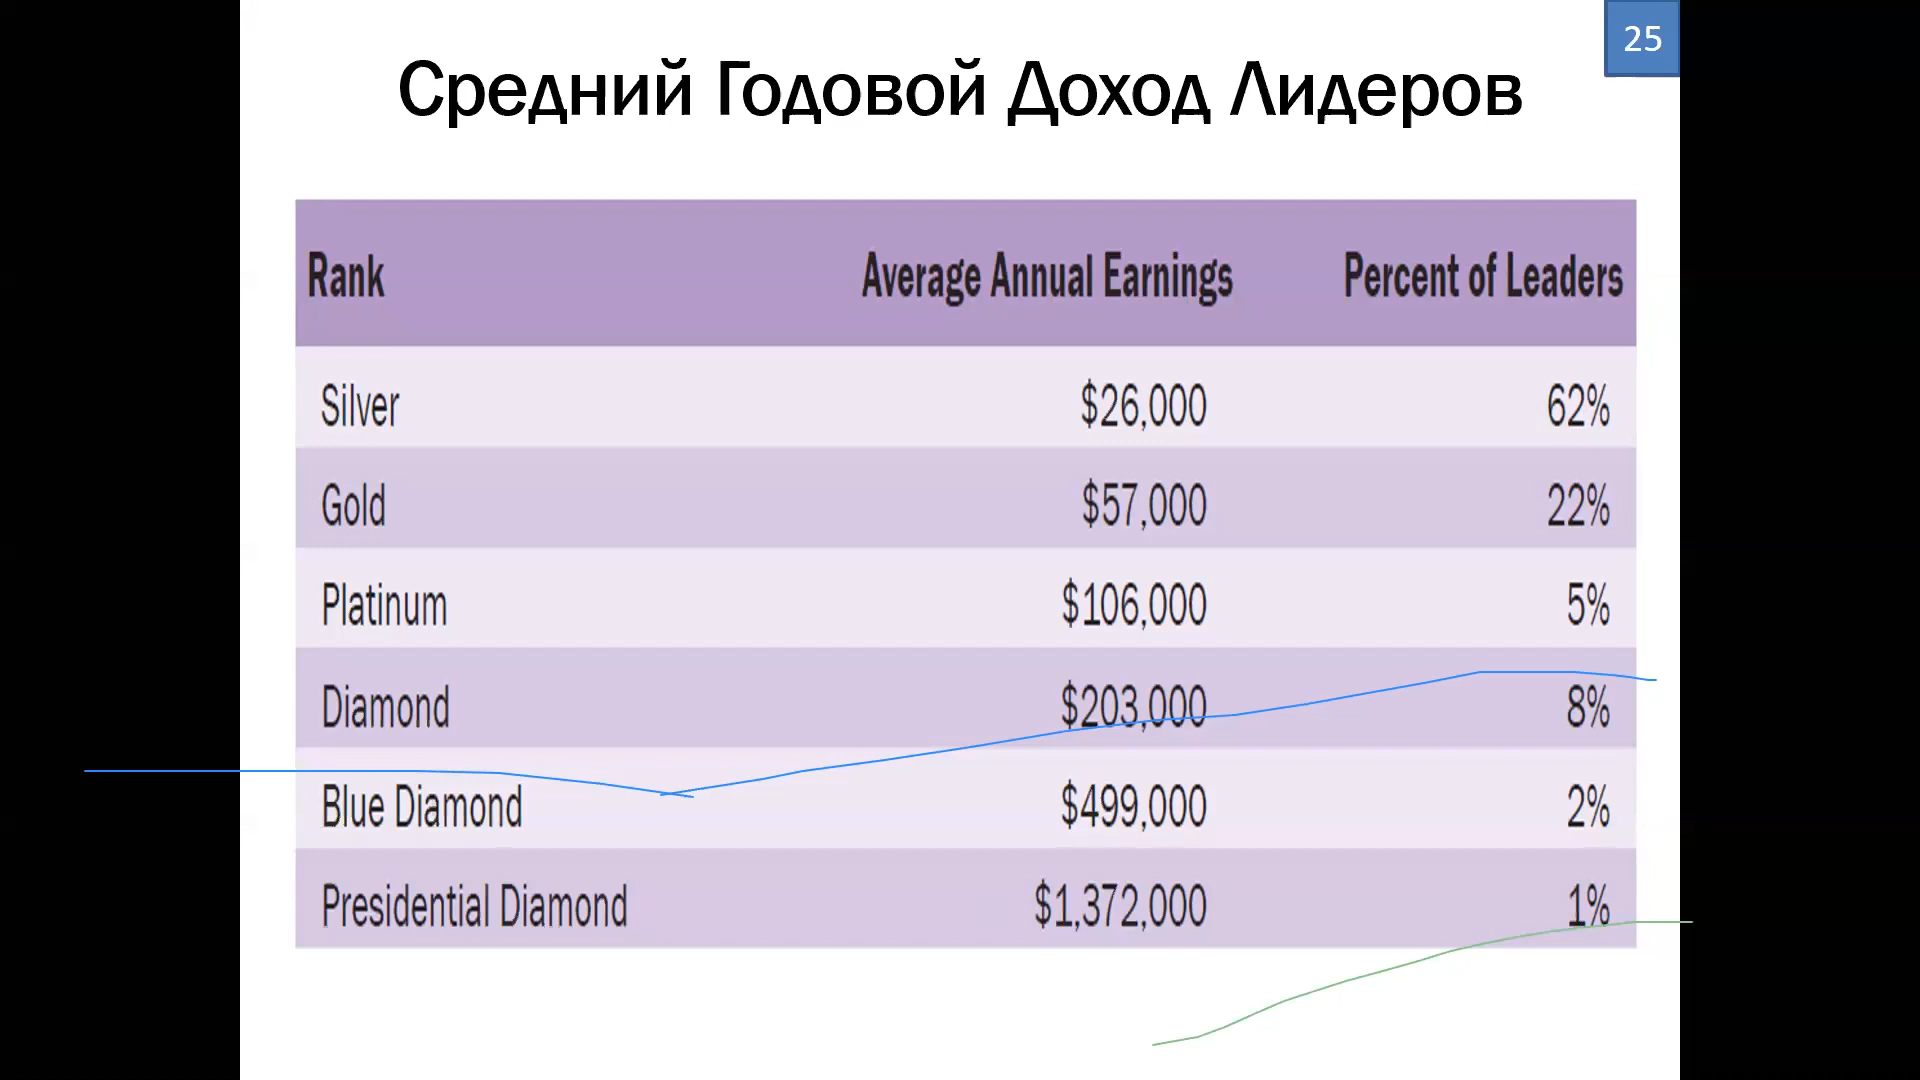 25
Средний Годовой Доход Лидеров
Rank Average Annual Earnings Percent of Leaders
Silver $26,000 62%
Gold $57,000 22%
Platinum $106,000 5%
Diamond $203,000 8%
Blue Diamond $499,000 2%
Presidential Diamond $1,372,000 1%